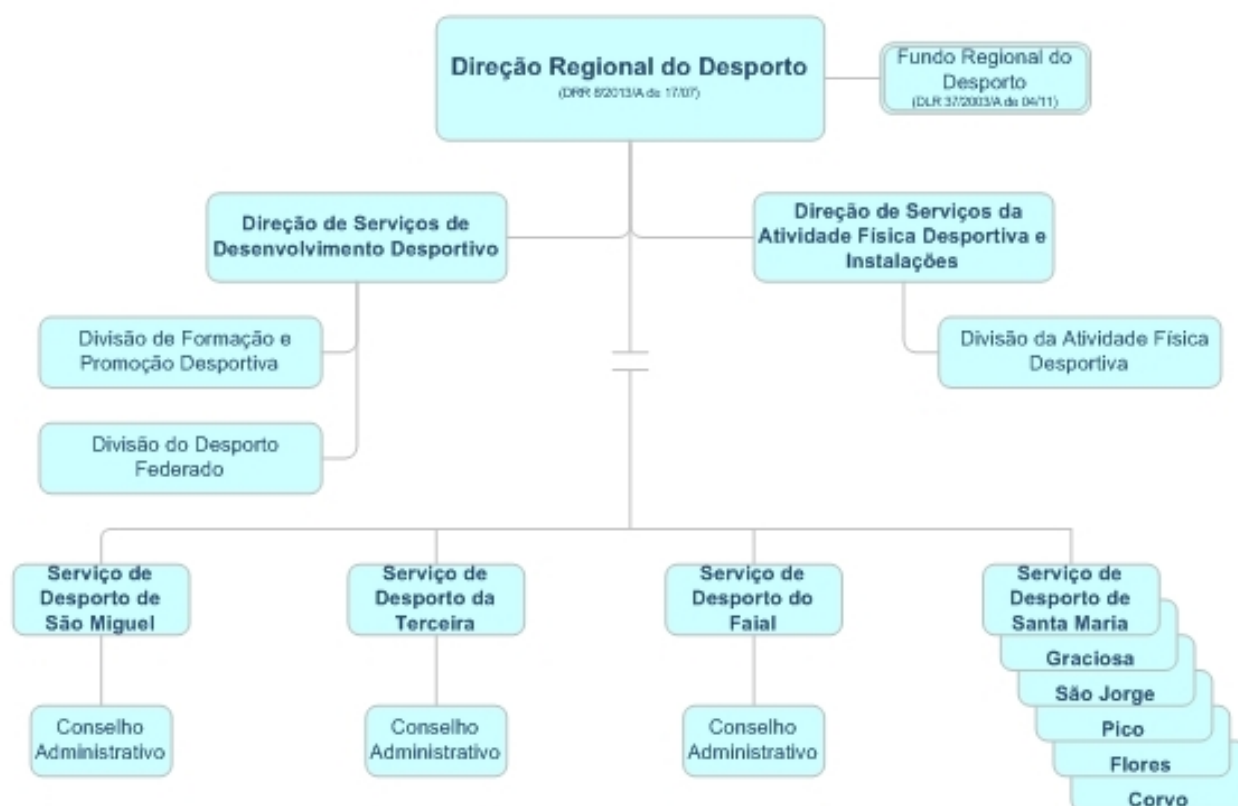 Direção Regional do Desporto
(DRR 8/2013/A de 17/07)
Fundo Regional do
Desporto
(DLR 37/2003/A de 04/11)
Direção de Serviços de
Desenvolvimento Desportivo
Direção de Serviços da
Atividade Física Desportiva e
Instalações
Divisão de Formação e
Promoção Desportiva
Divisão da Atividade Física
Desportiva
Divisão do Desporto
Federado
Serviço de
Desporto de
São Miguel
Serviço de
Desporto da
Terceira
Serviço de
Desporto do
Faial
Serviço de
Desporto de
Santa Maria
Graciosa
São Jorge
Pico
Flores
Corvo
Conselho
Administrativo
Conselho
Administrativo
Conselho
Administrativo